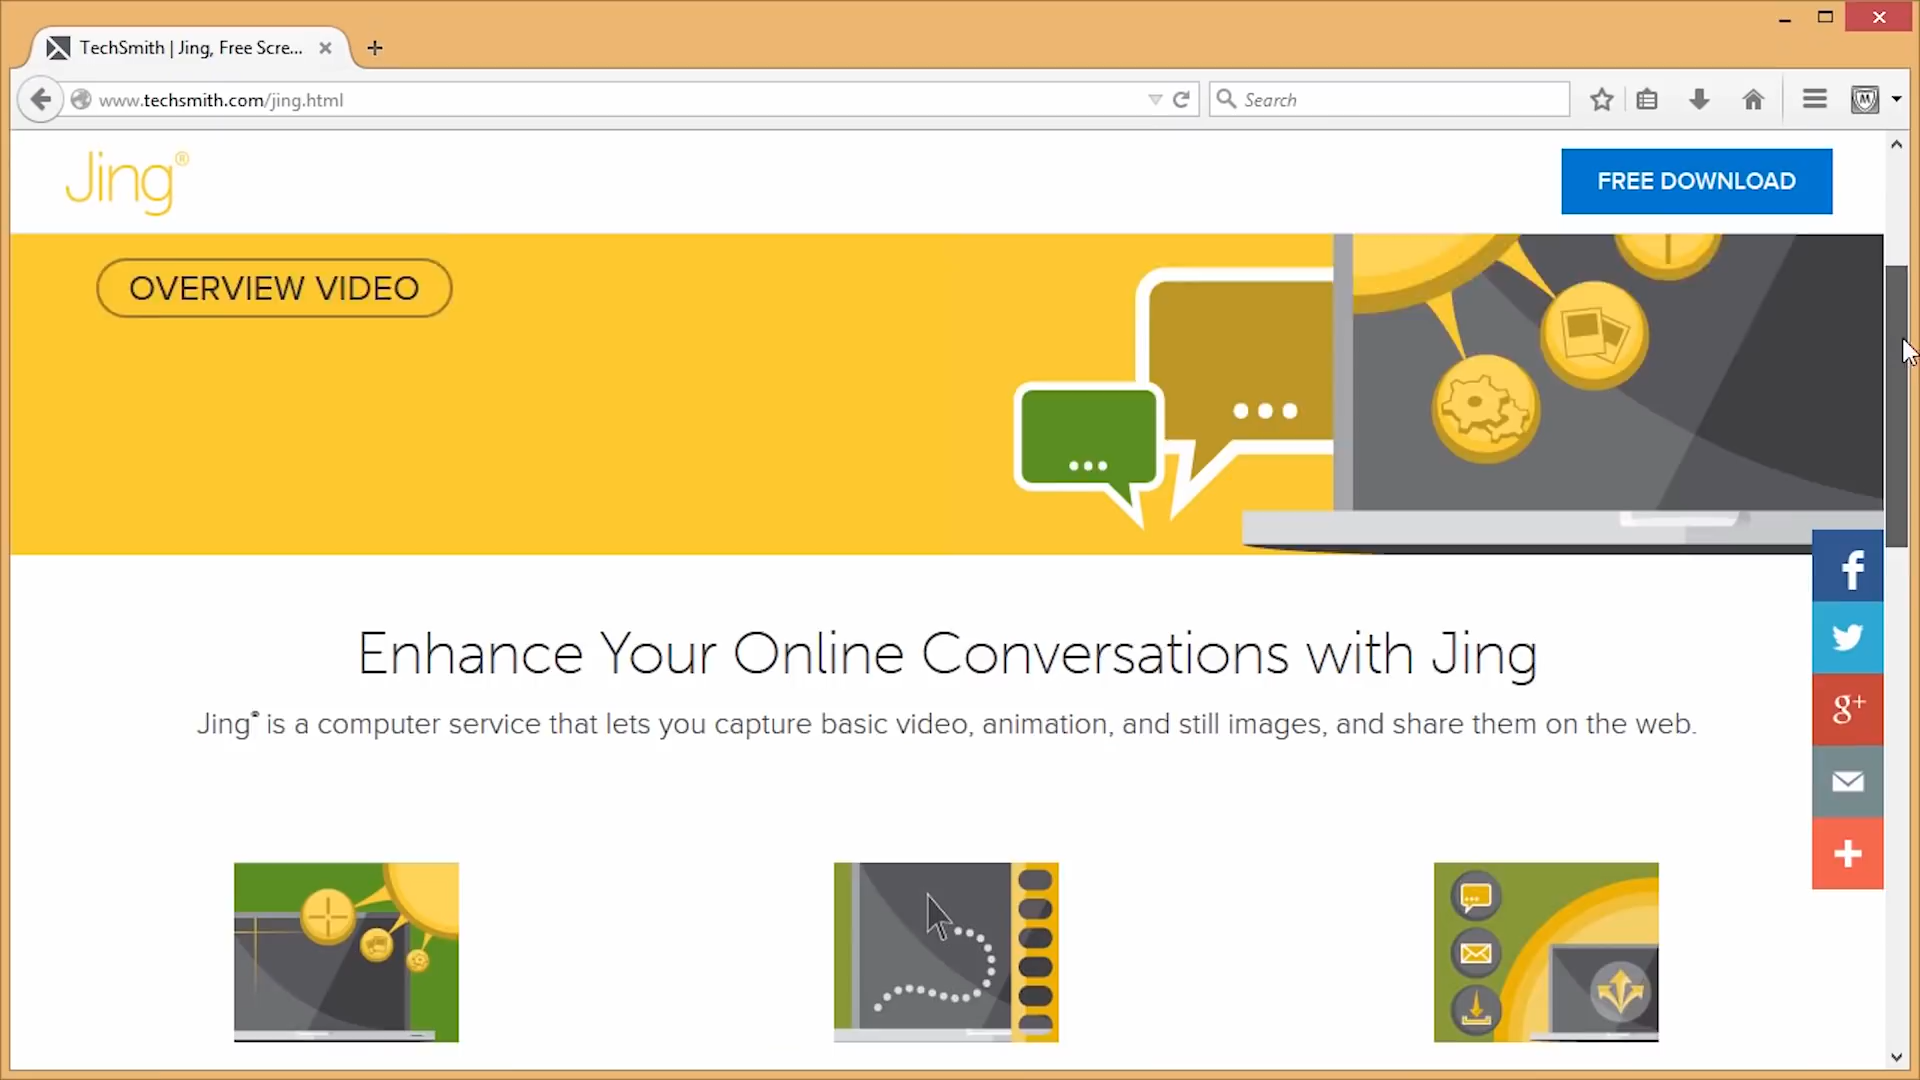 TechSmith | Jing, Free Scre...
www.techsmith.com/jing.html
Search
Jing®
FREE DOWNLOAD
OVERVIEW VIDEO
Enhance Your Online Conversations with Jing
Jing® is a computer service that lets you capture basic video, animation, and still images, and share them on the web.
f
g+